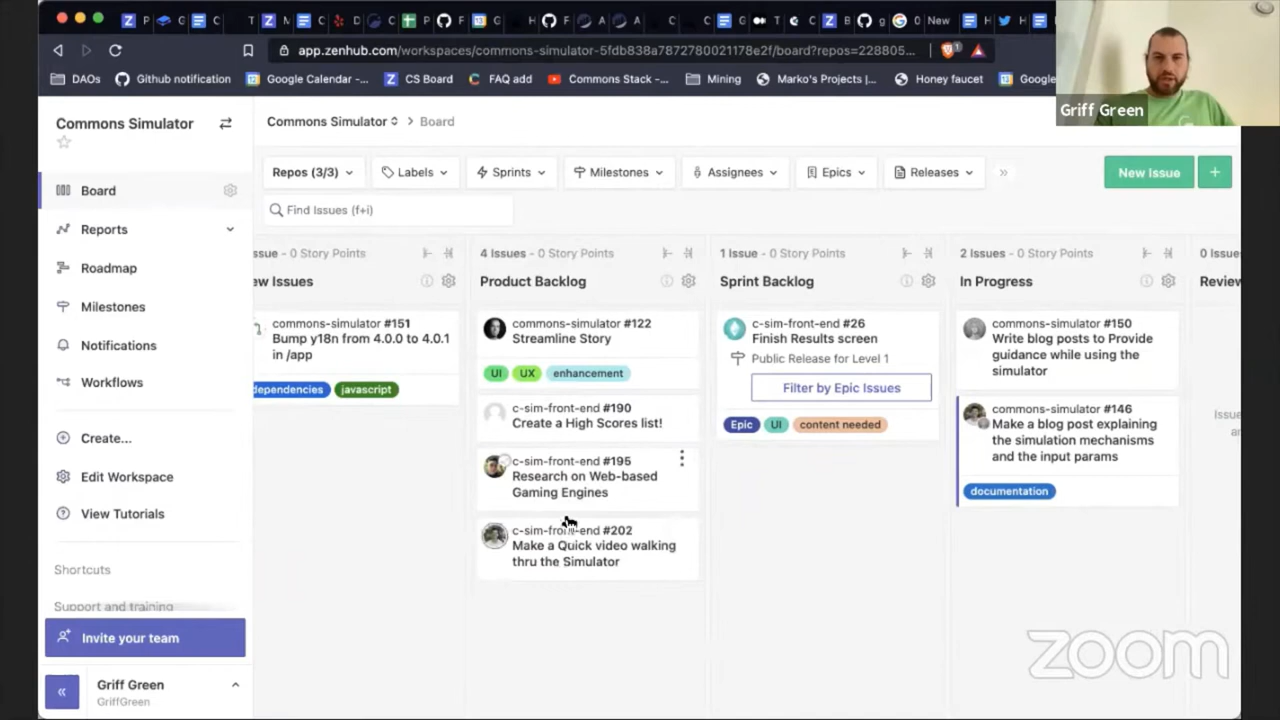 New
app.zenhub.com/workspaces/commons-simulator-5fdb838a7872780021178e2f/board?repos=228805...
DAOs
Github notification
Google Calendar -...
CS Board
FAQ add
Commons Stack -...
Mining
Marko's Projects |...
Honey faucet
Google
Griff Green
Commons Simulator
Commons Simulator > Board
Board
Reports
Roadmap
Milestones
Notifications
Workflows
Create...
Edit Workspace
View Tutorials
Shortcuts
Support and training
Invite your team
Griff Green
GriffGreen
Repos (3/3)
Labels
Sprints
Milestones
Assignees
Epics
Releases
»
New Issue
+
Find Issues (f+i)
ssue - 0 Story Points
ew Issues
commons-simulator #151
Bump y18n from 4.0.0 to 4.0.1
in /app
dependencies
javascript
4 Issues - 0 Story Points
Product Backlog
commons-simulator #122
Streamline Story
UI
UX
enhancement
c-sim-front-end #190
Create a High Scores list!
c-sim-front-end #195
Research on Web-based
Gaming Engines
c-sim-front-end #202
Make a Quick video walking
thru the Simulator
1 Issue - 0 Story Points
Sprint Backlog
c-sim-front-end #26
Finish Results screen
Public Release for Level 1
Filter by Epic Issues
Epic
UI
content needed
2 Issues - 0 Story Points
In Progress
commons-simulator #150
Write blog posts to Provide
guidance while using the
simulator
commons-simulator #146
Make a blog post explaining
the simulation mechanisms
and the input params
documentation
0 Issues
Review
Issue
zoom